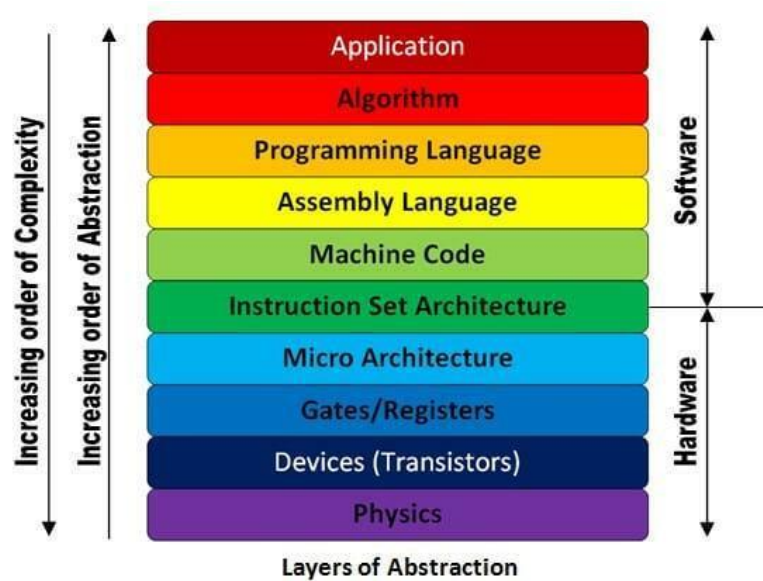 Increasing order of Complexity
Increasing order of Abstraction
Application
Algorithm
Programming Language
Assembly Language
Machine Code
Instruction Set Architecture
Micro Architecture
Gates/Registers
Devices (Transistors)
Physics
Software
Hardware
Layers of Abstraction